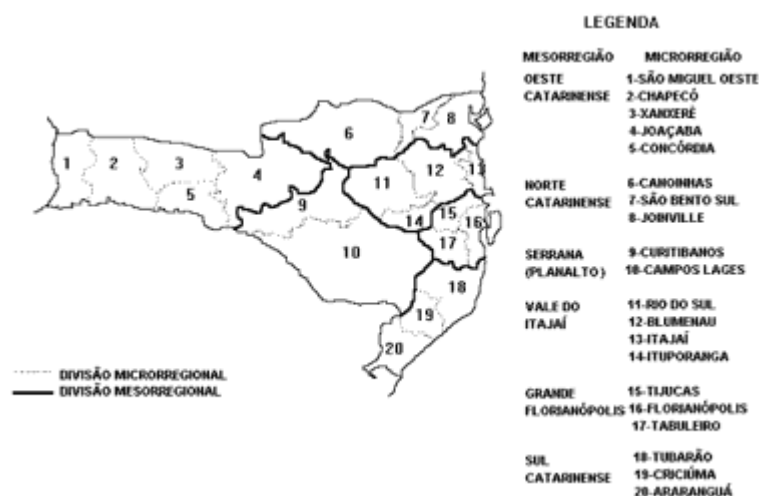 LEGENDA
MESORREGIÃO MICRORREGIÃO
OESTE 1-SÃO MIGUEL OESTE
CATARINENSE 2-CHAPECÓ
3-XANXERÊ
4-JOAÇABA
5-CONCÓRDIA
NORTE 6-CANOINHAS
CATARINENSE 7-SÃO BENTO SUL
8-JOINVILLE
SERRANA 9-CURITIBANOS
(PLANALTO) 10-CAMPOS LAGES
VALE DO 11-RIO DO SUL
ITAJAÍ 12-BLUMENAU
13-ITAJAÍ
14-ITUPORANGA
GRANDE 15-TIJUCAS
FLORIANÓPOLIS 16-FLORIANÓPOLIS
17-TABULEIRO
SUL 18-TUBARÃO
CATARINENSE 19-CRICIÚMA
20-ARARANGUÁ
7 8
6
1 2 3 4 11 12 13
5 9 14 15 16
10 17
18
19
20
DIVISÃO MICRORREGIONAL
DIVISÃO MESORREGIONAL